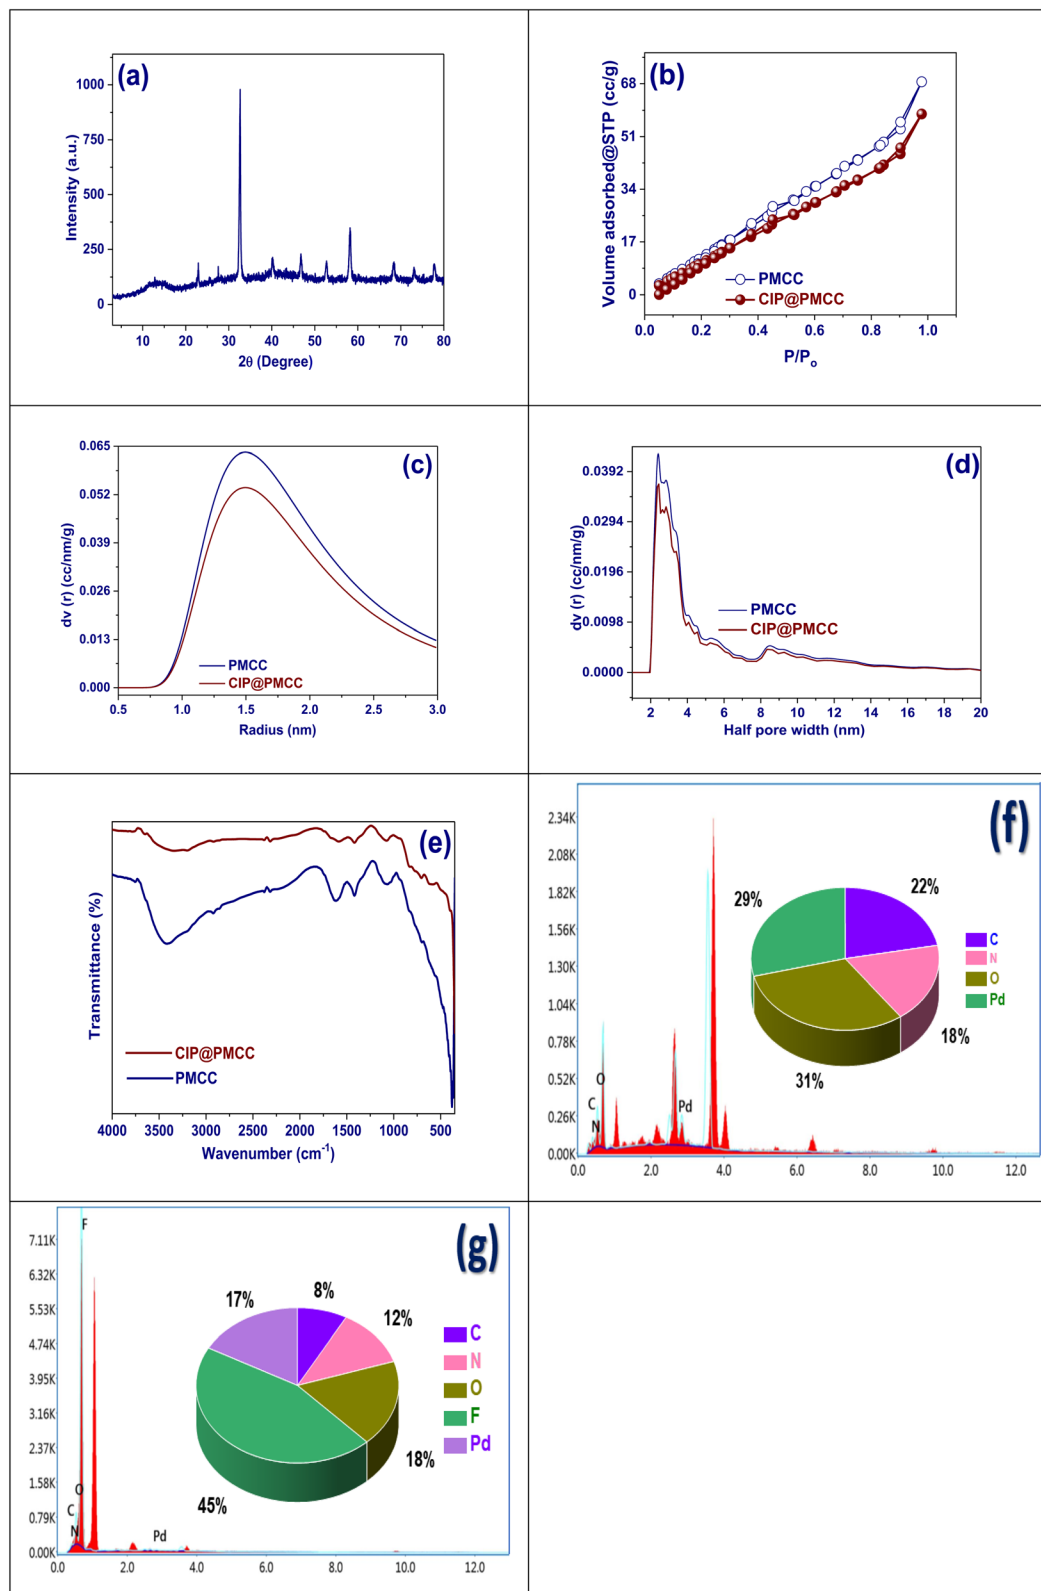 (a)
Intensity (a.u.)
1000
750
500
250
0
10 20 30 40 50 60 70 80
2θ (Degree)
(b)
Volume adsorbed@STP (cc/g)
68
51
34
17
0
PMCC
CIP@PMCC
0.0 0.2 0.4 0.6 0.8 1.0
P/Pₒ
(c)
dv (r) (cc/nm/g)
0.065
0.052
0.039
0.026
0.013
0.000
PMCC
CIP@PMCC
0.5 1.0 1.5 2.0 2.5 3.0
Radius (nm)
(d)
dv (r) (cc/nm/g)
0.0392
0.0294
0.0196
0.0098
0.0000
PMCC
CIP@PMCC
2 4 6 8 10 12 14 16 18 20
Half pore width (nm)
(e)
Transmittance (%)
CIP@PMCC
PMCC
4000 3500 3000 2500 2000 1500 1000 500
Wavenumber (cm⁻¹)
(f)
2.34K
2.08K
1.82K
1.56K
1.30K
1.04K
0.78K
0.52K
0.26K
0.00K
O
C
N
Pd
29%
22%
18%
31%
C
N
O
Pd
0.0 2.0 4.0 6.0 8.0 10.0 12.0
(g)
7.11K
6.32K
5.53K
4.74K
3.95K
3.16K
2.37K
1.58K
0.79K
0.00K
F
O
C
N
Pd
17%
8%
12%
18%
45%
C
N
O
F
Pd
0.0 2.0 4.0 6.0 8.0 10.0 12.0